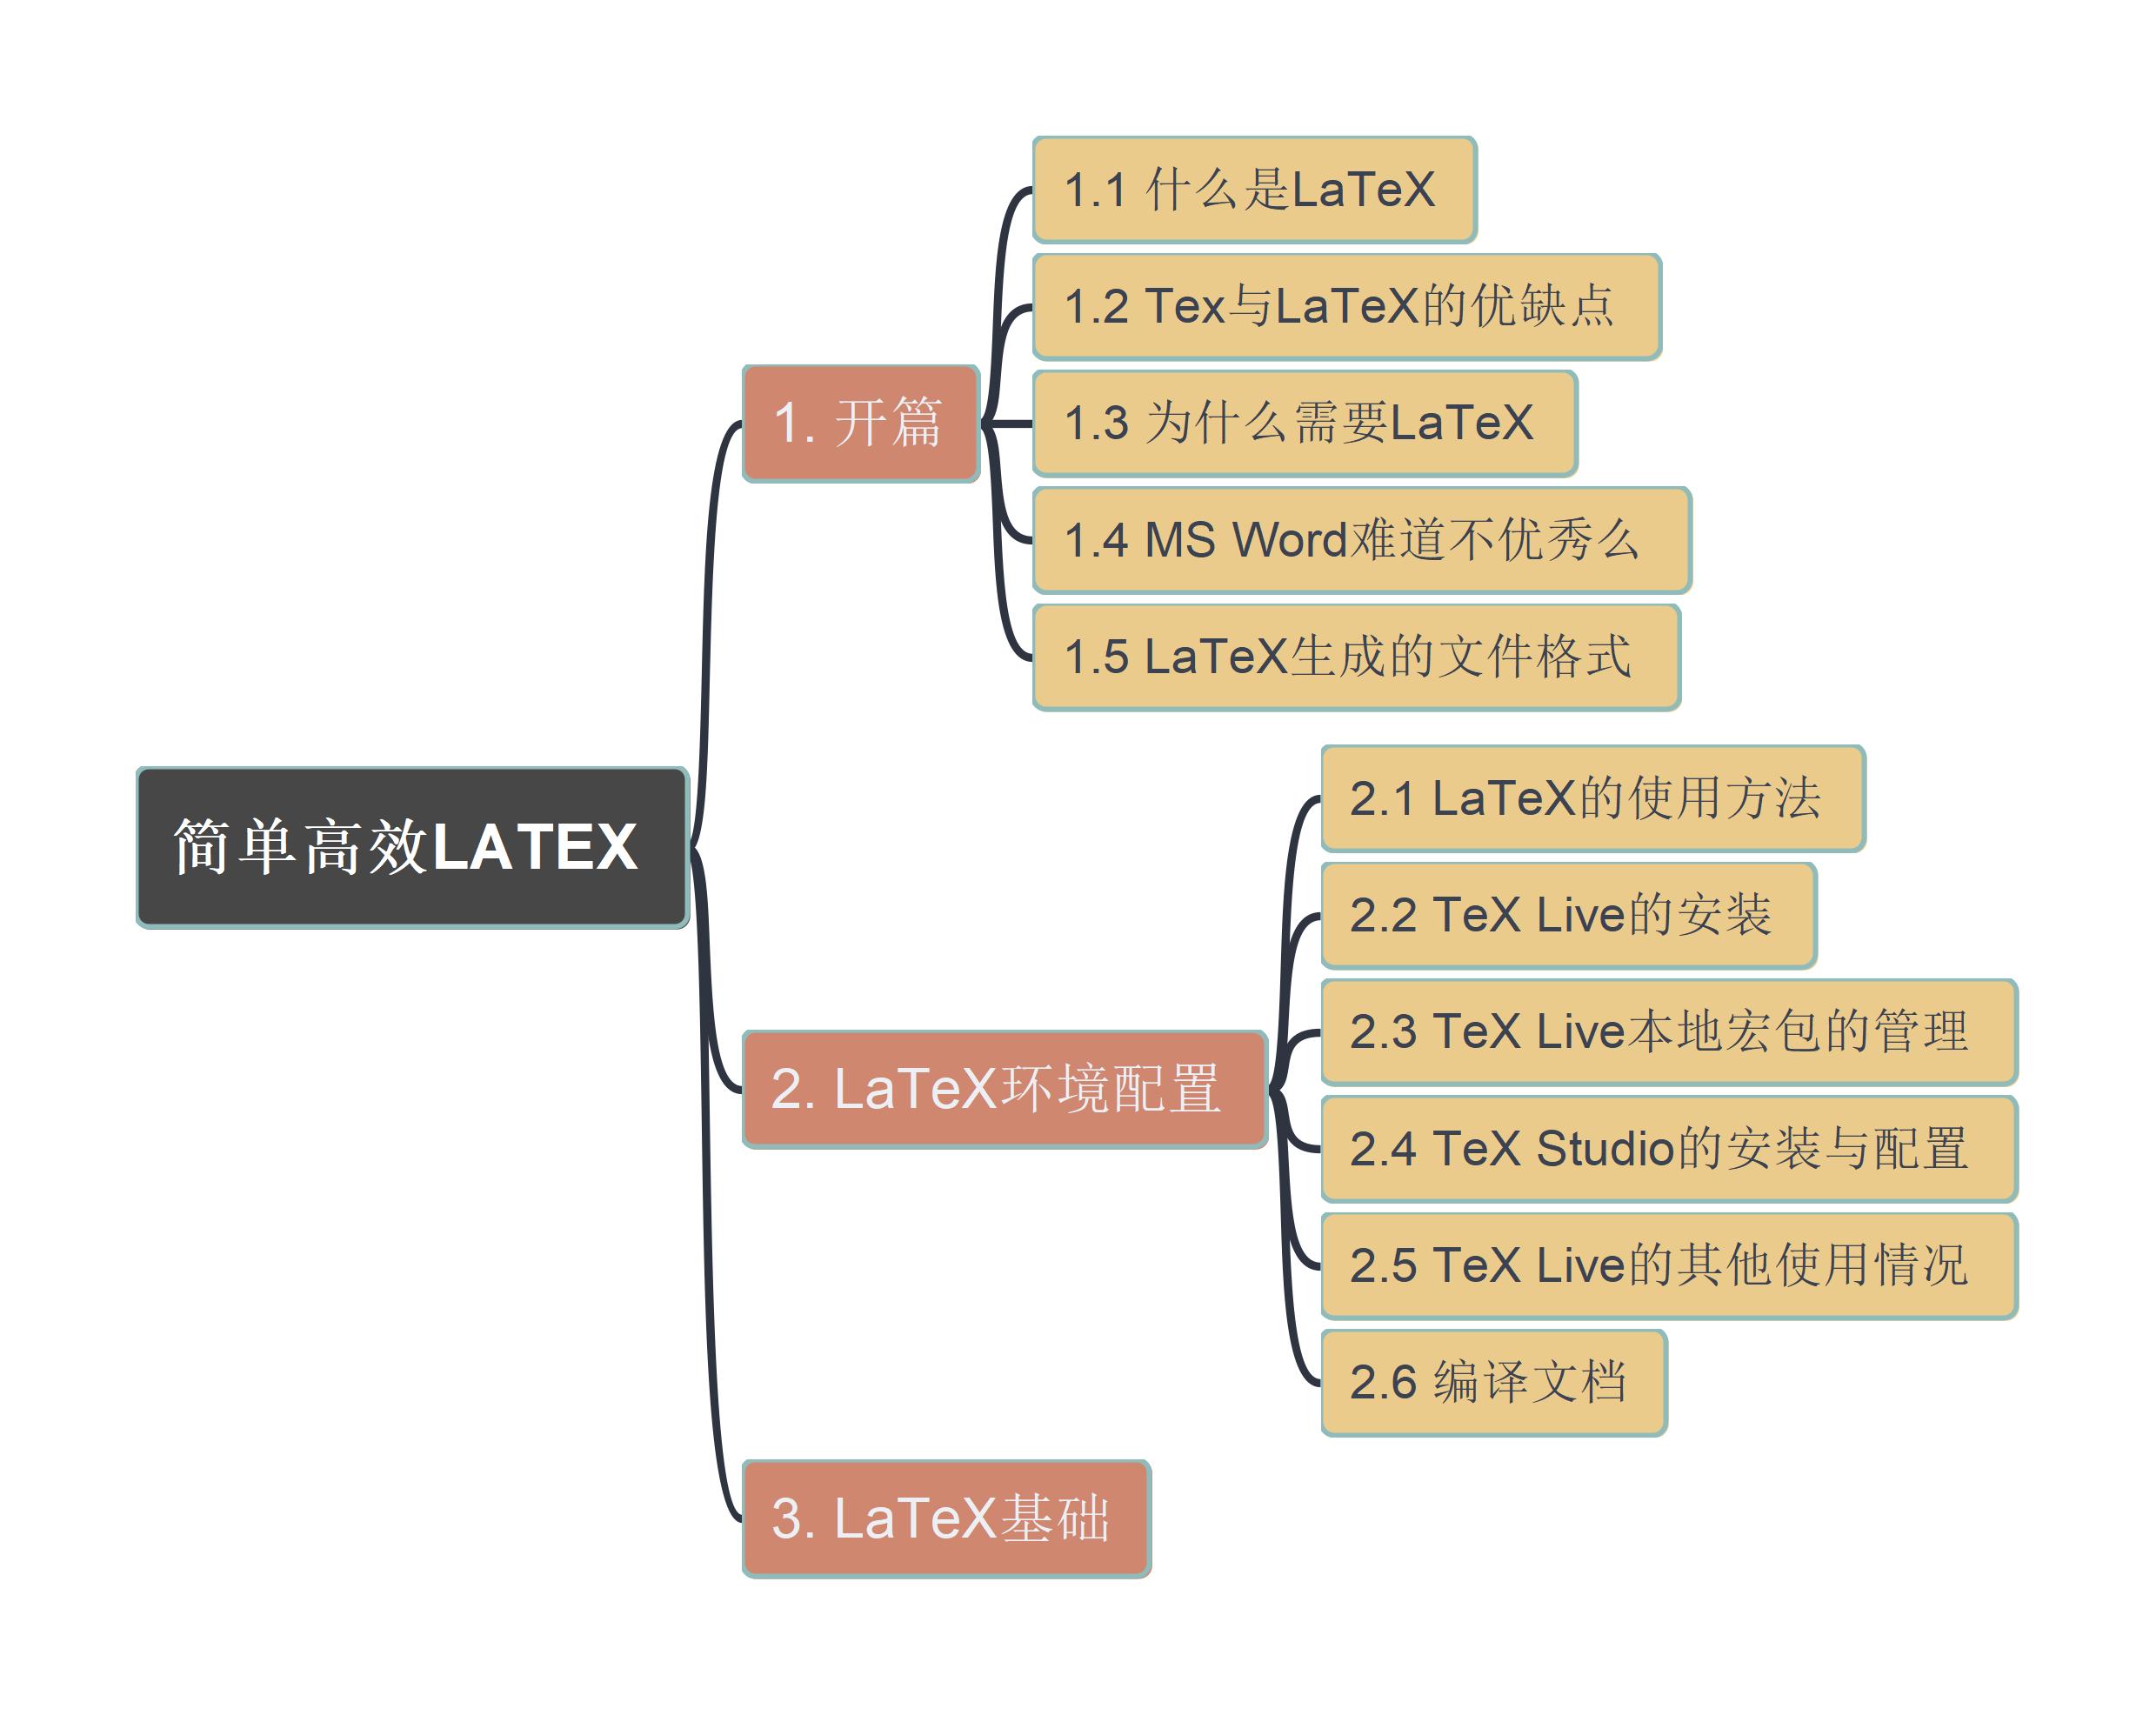 简单高效LATEX
1. 开篇
1.1 什么是LaTeX
1.2 Tex与LaTeX的优缺点
1.3 为什么需要LaTeX
1.4 MS Word难道不优秀么
1.5 LaTeX生成的文件格式
2. LaTeX环境配置
2.1 LaTeX的使用方法
2.2 TeX Live的安装
2.3 TeX Live本地宏包的管理
2.4 TeX Studio的安装与配置
2.5 TeX Live的其他使用情况
2.6 编译文档
3. LaTeX基础